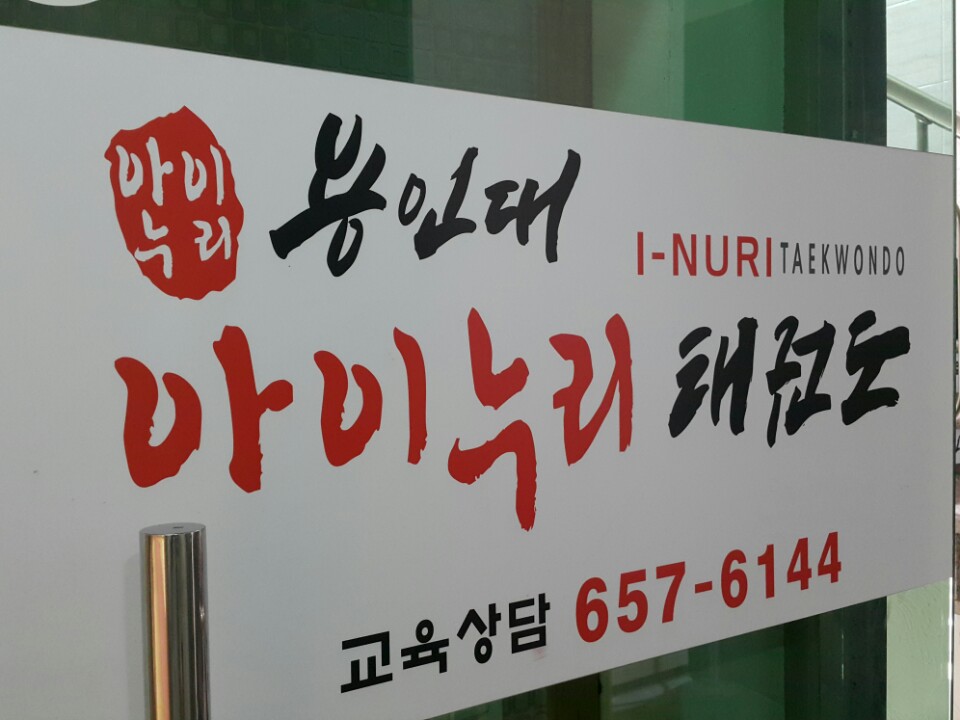 아이
누리
용인대
I-NURI TAEKWONDO
아이누리 태권도
교육상담 657-6144